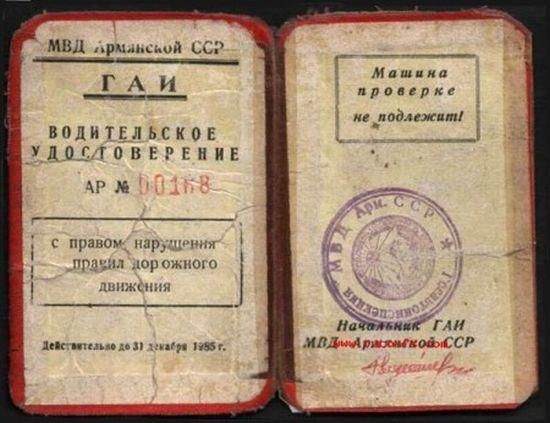 МВД Армянской ССР
ГАИ
ВОДИТЕЛЬСКОЕ
УДОСТОВЕРЕНИЕ
АР № 00168
с правом нарушения
правил дорожного
движения
Действительно до 31 декабря 1985 г.
Машина
проверке
не подлежит!
МВД Арм. ССР * Госавтоинспекция
Начальник ГАИ
МВД Армянской ССР